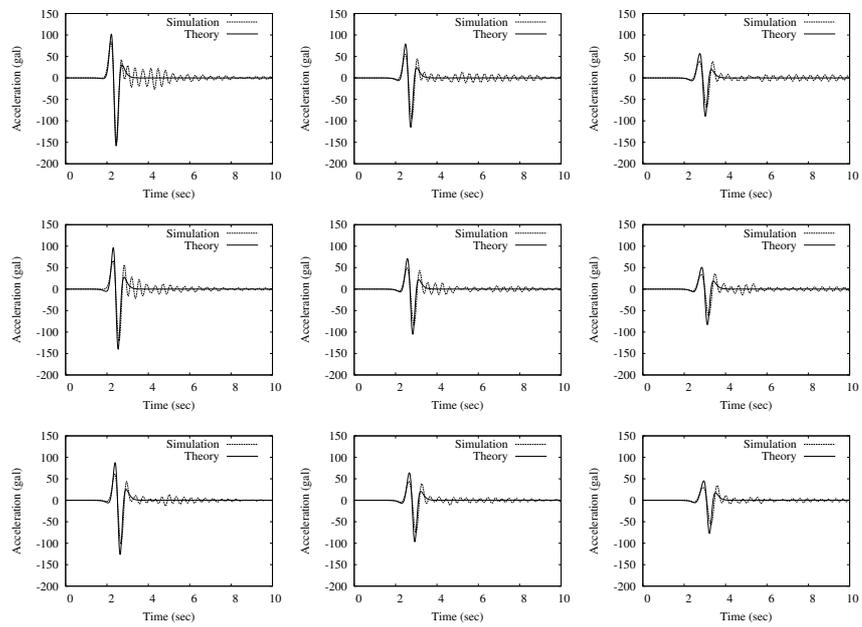 150 Simulation 150 Simulation 150 Simulation
100 Theory 100 Theory 100 Theory
50 50 50
0 0 0
-50 -50 -50
-100 -100 -100
-150 -150 -150
-200 -200 -200
Acceleration (gal) Acceleration (gal) Acceleration (gal)
0 2 4 6 8 10 0 2 4 6 8 10 0 2 4 6 8 10
Time (sec) Time (sec) Time (sec)
150 Simulation 150 Simulation 150 Simulation
100 Theory 100 Theory 100 Theory
50 50 50
0 0 0
-50 -50 -50
-100 -100 -100
-150 -150 -150
-200 -200 -200
Acceleration (gal) Acceleration (gal) Acceleration (gal)
0 2 4 6 8 10 0 2 4 6 8 10 0 2 4 6 8 10
Time (sec) Time (sec) Time (sec)
150 Simulation 150 Simulation 150 Simulation
100 Theory 100 Theory 100 Theory
50 50 50
0 0 0
-50 -50 -50
-100 -100 -100
-150 -150 -150
-200 -200 -200
Acceleration (gal) Acceleration (gal) Acceleration (gal)
0 2 4 6 8 10 0 2 4 6 8 10 0 2 4 6 8 10
Time (sec) Time (sec) Time (sec)